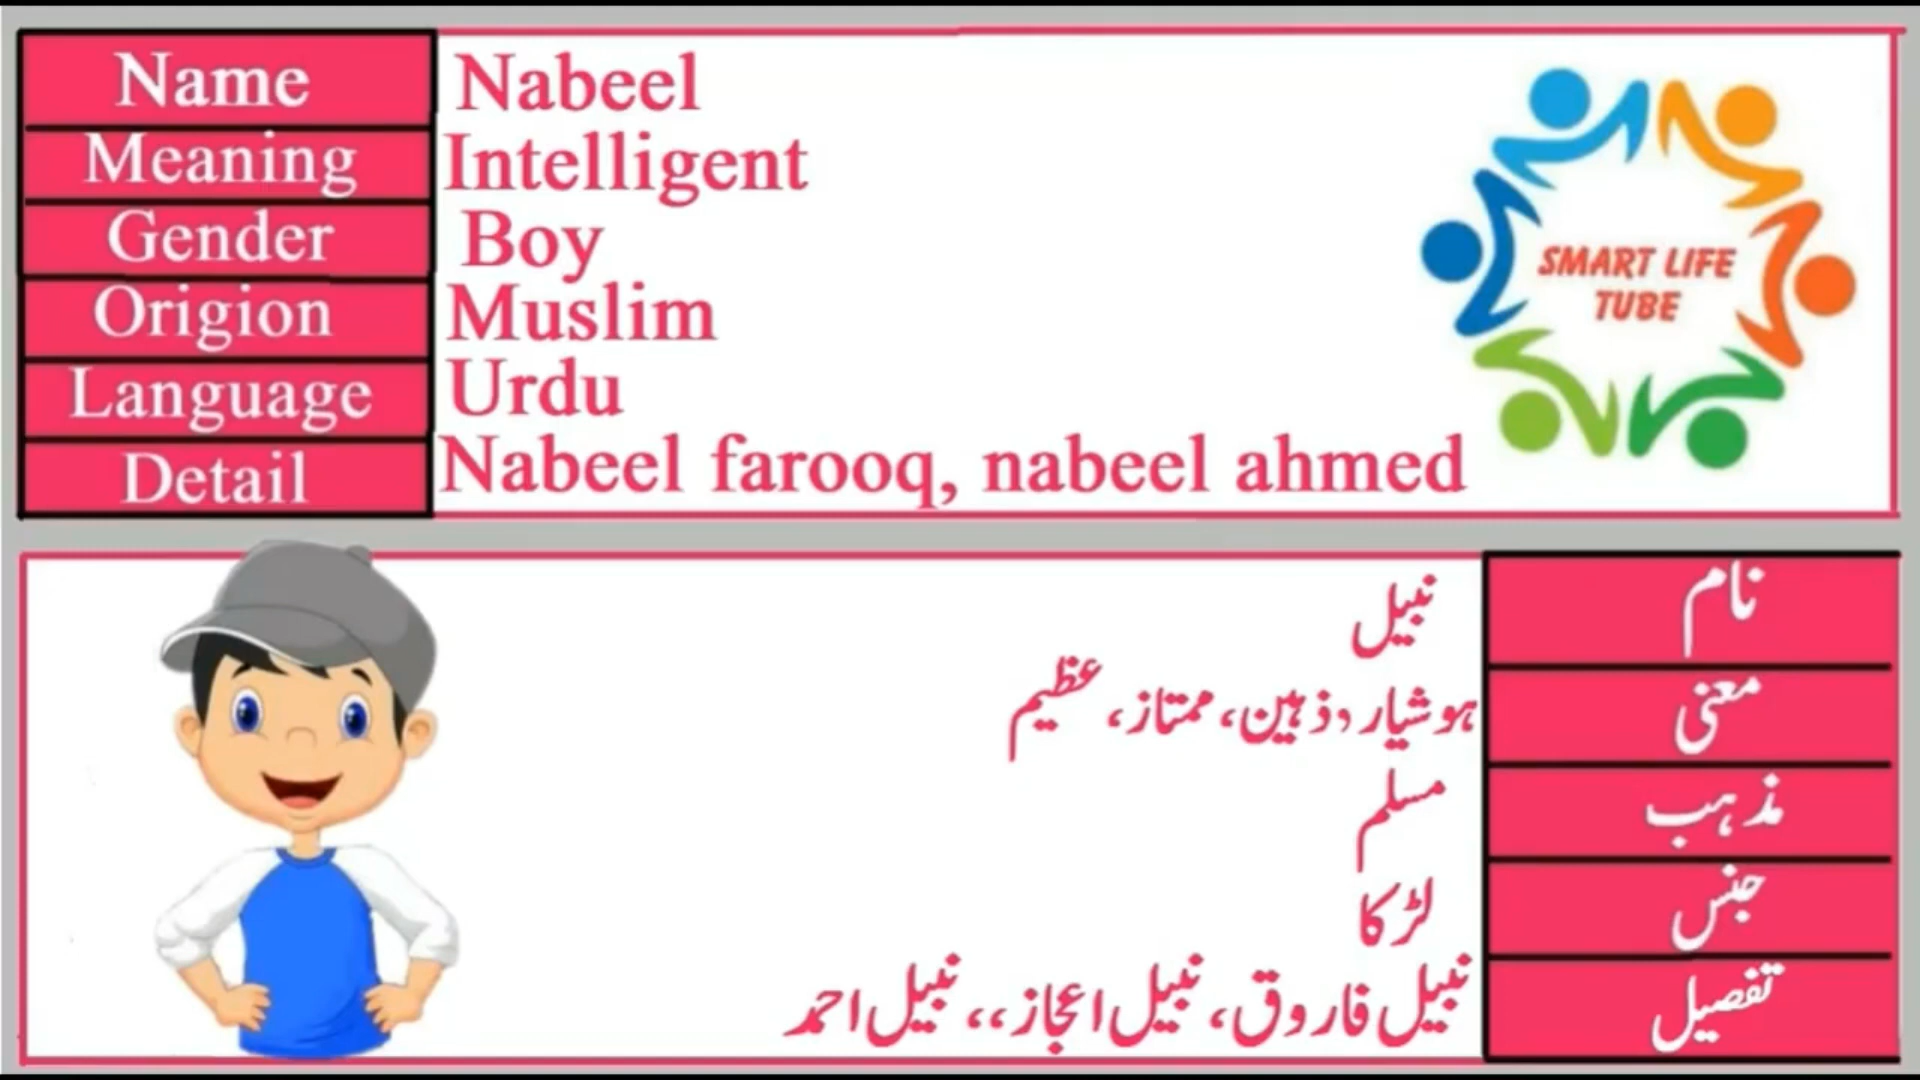 Name Nabeel
Meaning Intelligent
Gender Boy
Origion Muslim
Language Urdu
Detail Nabeel farooq, nabeel ahmed
SMART LIFE
TUBE
نام نبیل
معنی ہوشیار، ذہین، ممتاز، عظیم
مذہب مسلم
جنس لڑکا
تفصیل نبیل فاروق، نبیل اعجاز،، نبیل احمد